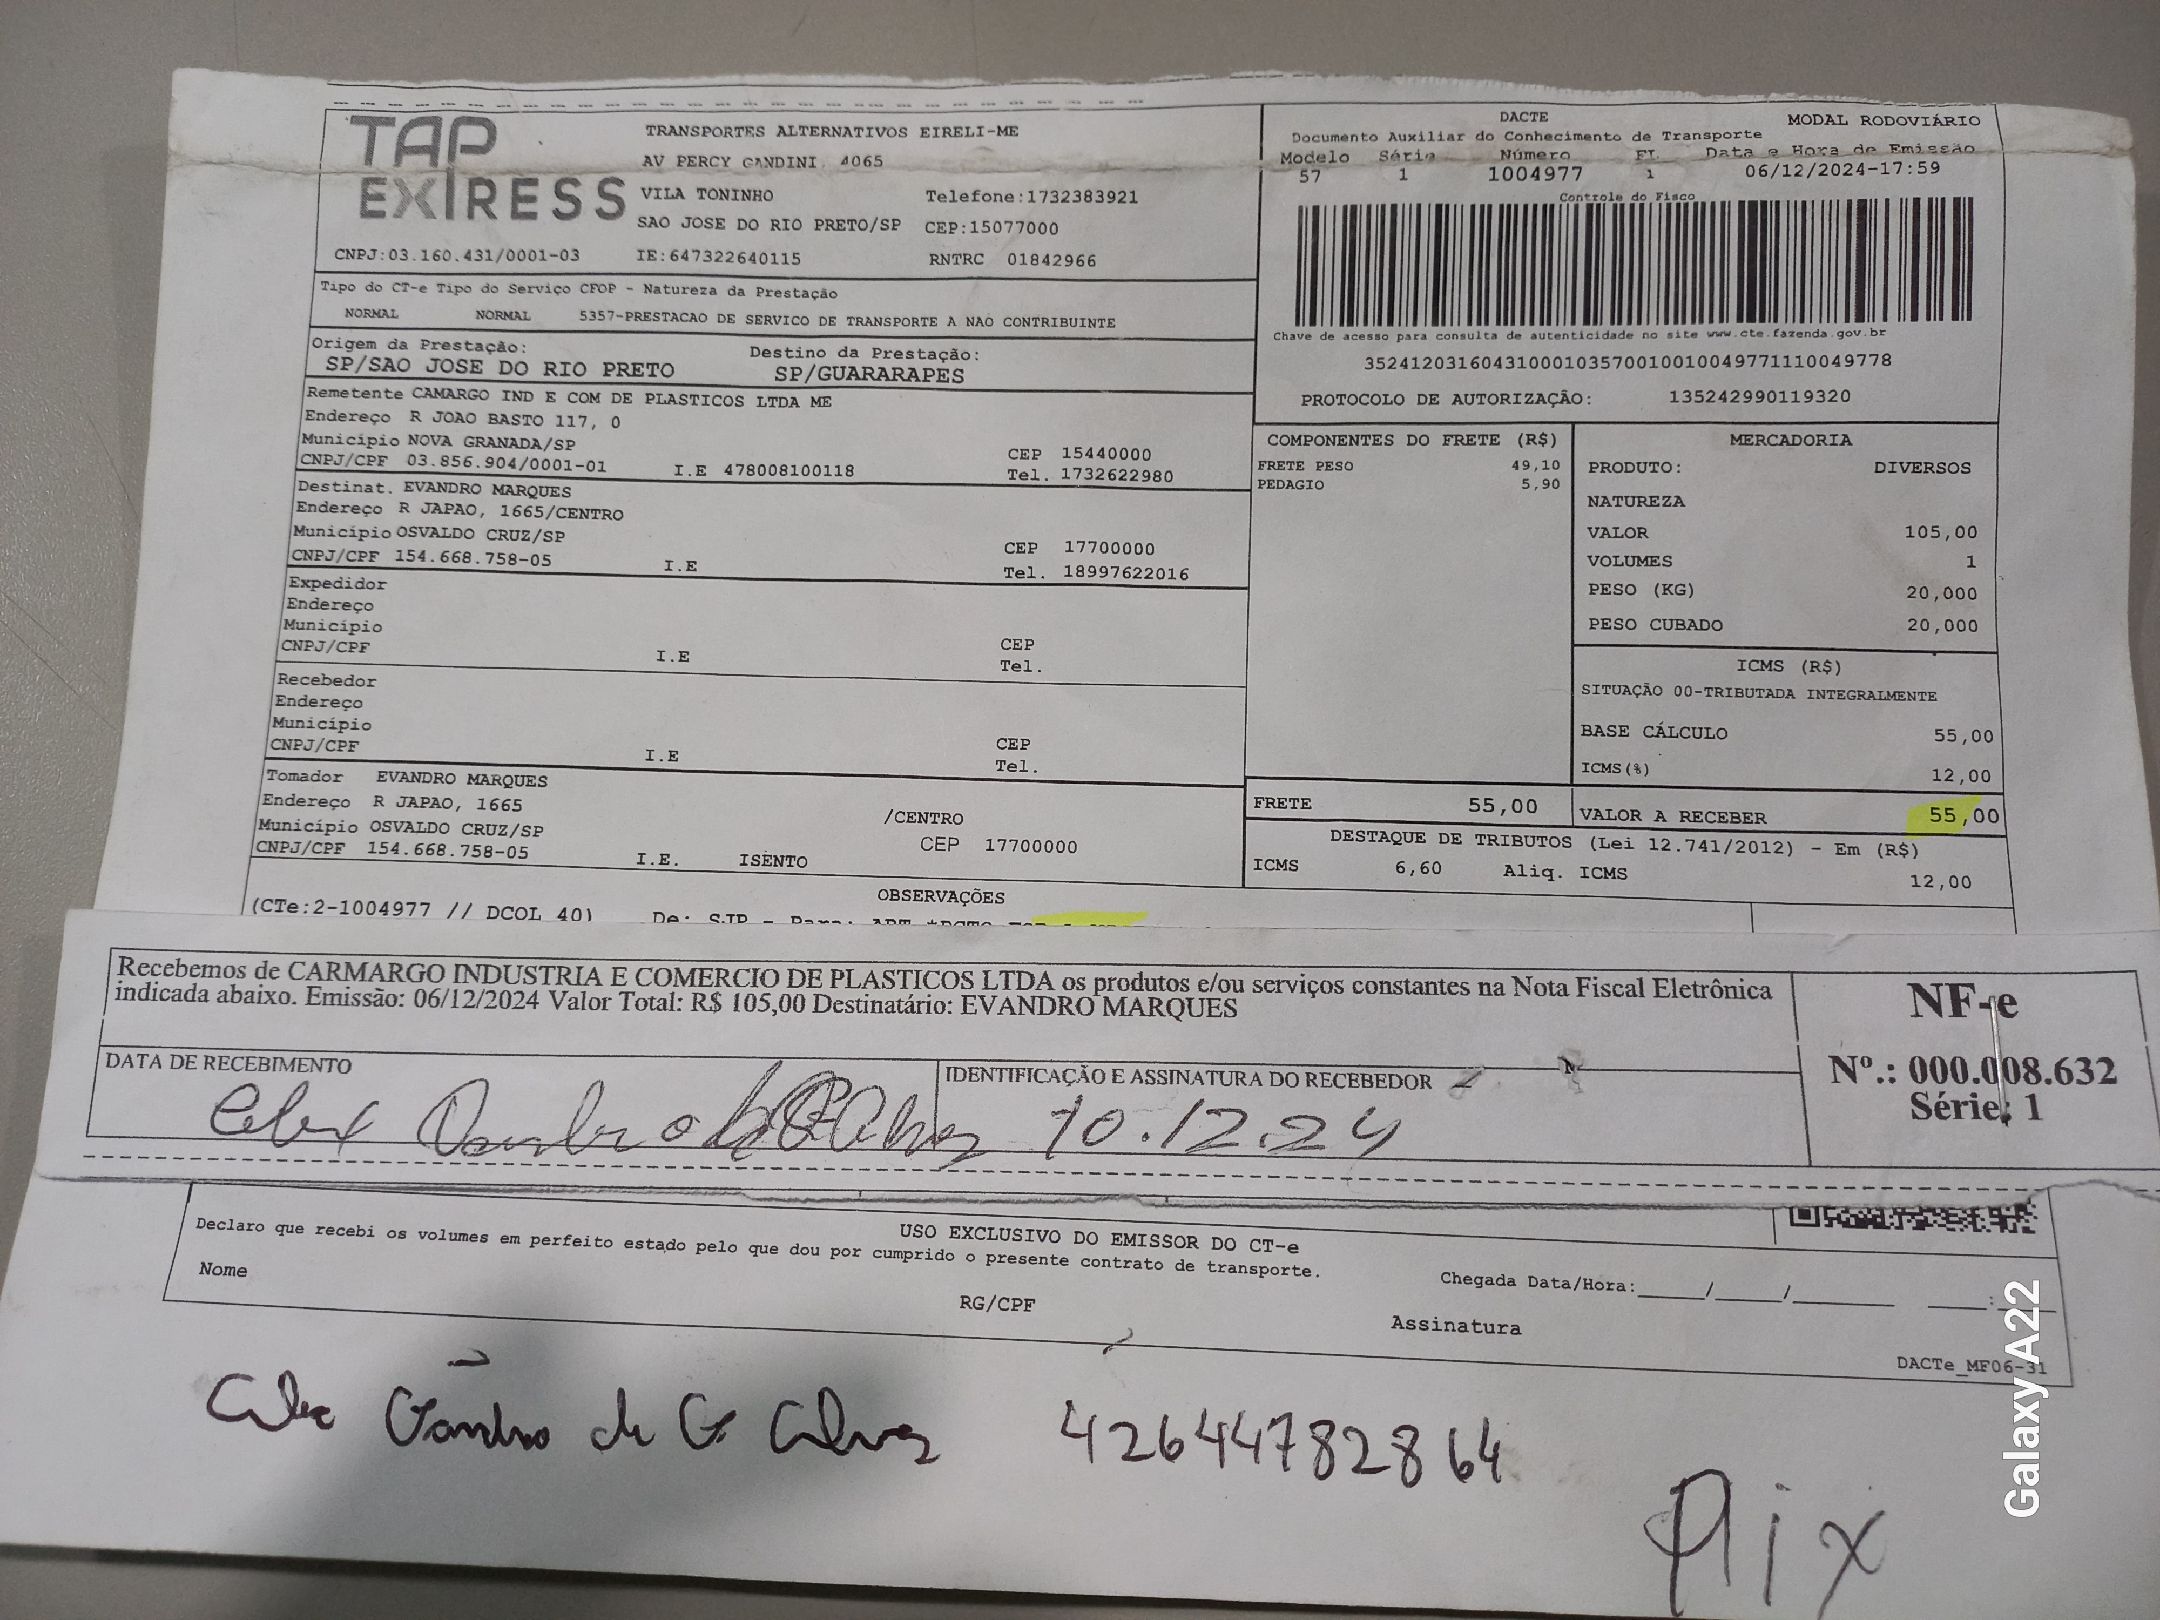 TAP
EXPRESS
TRANSPORTES ALTERNATIVOS EIRELI-ME
AV PERCY GANDINI, 4065
VILA TONINHO Telefone:1732383921
SAO JOSE DO RIO PRETO/SP CEP:15077000
CNPJ:03.160.431/0001-03 IE:647322640115 RNTRC 01842966
DACTE MODAL RODOVIÁRIO
Documento Auxiliar do Conhecimento de Transporte
Modelo Série Número FL Data e Hora de Emissão
57 1 1004977 1 06/12/2024-17:59
Controle do Fisco
Chave de acesso para consulta de autenticidade no site www.cte.fazenda.gov.br
35241203160431000103570010010049771110049778
PROTOCOLO DE AUTORIZAÇÃO: 135242990119320
Tipo do CT-e Tipo do Serviço CFOP - Natureza da Prestação
NORMAL NORMAL 5357-PRESTACAO DE SERVICO DE TRANSPORTE A NAO CONTRIBUINTE
Origem da Prestação: Destino da Prestação:
SP/SAO JOSE DO RIO PRETO SP/GUARARAPES
Remetente CAMARGO IND E COM DE PLASTICOS LTDA ME
Endereço R JOAO BASTO 117, 0
Município NOVA GRANADA/SP CEP 15440000
CNPJ/CPF 03.856.904/0001-01 I.E 478008100118 Tel. 1732622980
Destinat. EVANDRO MARQUES
Endereço R JAPAO, 1665/CENTRO
Município OSVALDO CRUZ/SP CEP 17700000
CNPJ/CPF 154.668.758-05 I.E Tel. 18997622016
Expedidor
Endereço
Município CEP
CNPJ/CPF I.E Tel.
Recebedor
Endereço
Município CEP
CNPJ/CPF I.E Tel.
Tomador EVANDRO MARQUES
Endereço R JAPAO, 1665 /CENTRO
Município OSVALDO CRUZ/SP CEP 17700000
CNPJ/CPF 154.668.758-05 I.E. ISENTO
COMPONENTES DO FRETE (R$)
FRETE PESO 49,10
PEDAGIO 5,90
MERCADORIA
PRODUTO: DIVERSOS
NATUREZA
VALOR 105,00
VOLUMES 1
PESO (KG) 20,000
PESO CUBADO 20,000
ICMS (R$)
SITUAÇÃO 00-TRIBUTADA INTEGRALMENTE
BASE CÁLCULO 55,00
ICMS(%) 12,00
FRETE 55,00 VALOR A RECEBER 55,00
DESTAQUE DE TRIBUTOS (Lei 12.741/2012) - Em (R$)
ICMS 6,60 Aliq. ICMS 12,00
OBSERVAÇÕES
(CTe:2-1004977 // DCOL 40) De: SJP - Para:
Recebemos de CARMARGO INDUSTRIA E COMERCIO DE PLASTICOS LTDA os produtos e/ou serviços constantes na Nota Fiscal Eletrônica
indicada abaixo. Emissão: 06/12/2024 Valor Total: R$ 105,00 Destinatário: EVANDRO MARQUES
NF-e
Nº.: 000.008.632
Série: 1
DATA DE RECEBIMENTO IDENTIFICAÇÃO E ASSINATURA DO RECEBEDOR
10.12.24
USO EXCLUSIVO DO EMISSOR DO CT-e
Declaro que recebi os volumes em perfeito estado pelo que dou por cumprido o presente contrato de transporte.
Nome RG/CPF Assinatura Chegada Data/Hora:_____/_____/________ _____:_____
DACTe_MF06-31
42644782864
Pix
Galaxy A22